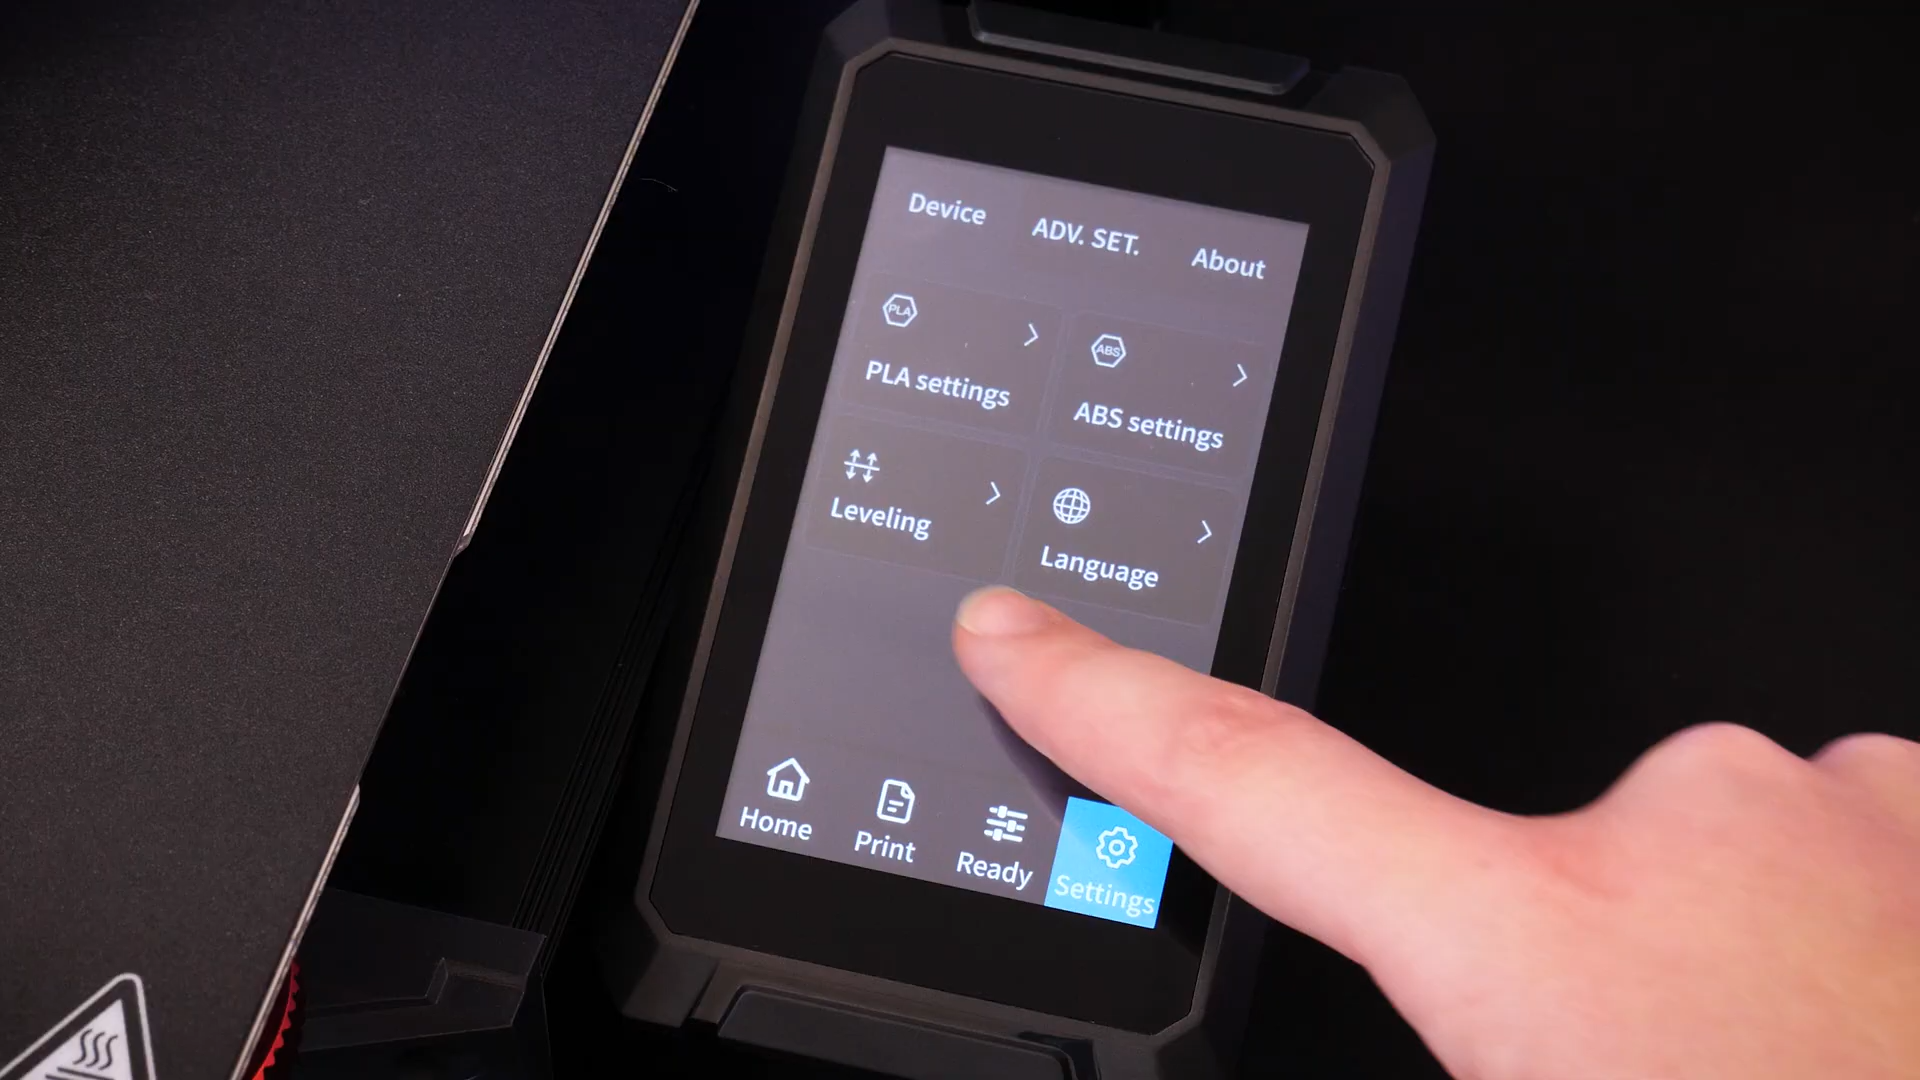 Device ADV. SET. About
PLA ABS
PLA settings ABS settings
Leveling Language
Home Print Ready Settings